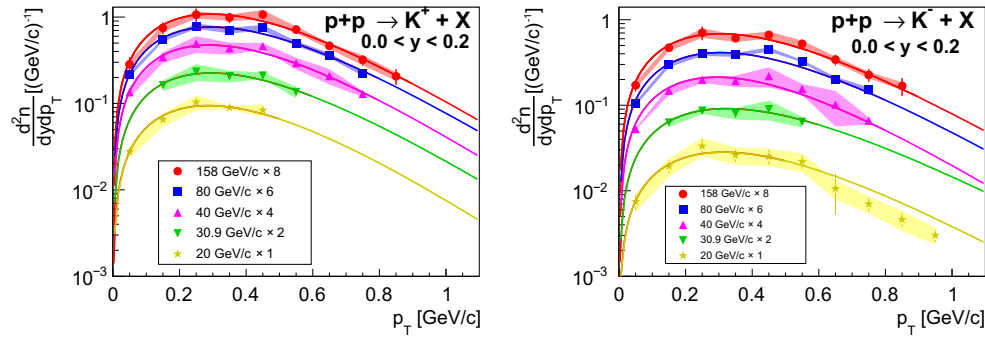 p+p → K⁺ + X
0.0 < y < 0.2
d²n/dydp_T [(GeV/c)⁻¹]
1
10⁻¹
10⁻²
10⁻³
158 GeV/c × 8
80 GeV/c × 6
40 GeV/c × 4
30.9 GeV/c × 2
20 GeV/c × 1
0 0.2 0.4 0.6 0.8 1
p_T [GeV/c]
p+p → K⁻ + X
0.0 < y < 0.2
d²n/dydp_T [(GeV/c)⁻¹]
1
10⁻¹
10⁻²
10⁻³
158 GeV/c × 8
80 GeV/c × 6
40 GeV/c × 4
30.9 GeV/c × 2
20 GeV/c × 1
0 0.2 0.4 0.6 0.8 1
p_T [GeV/c]